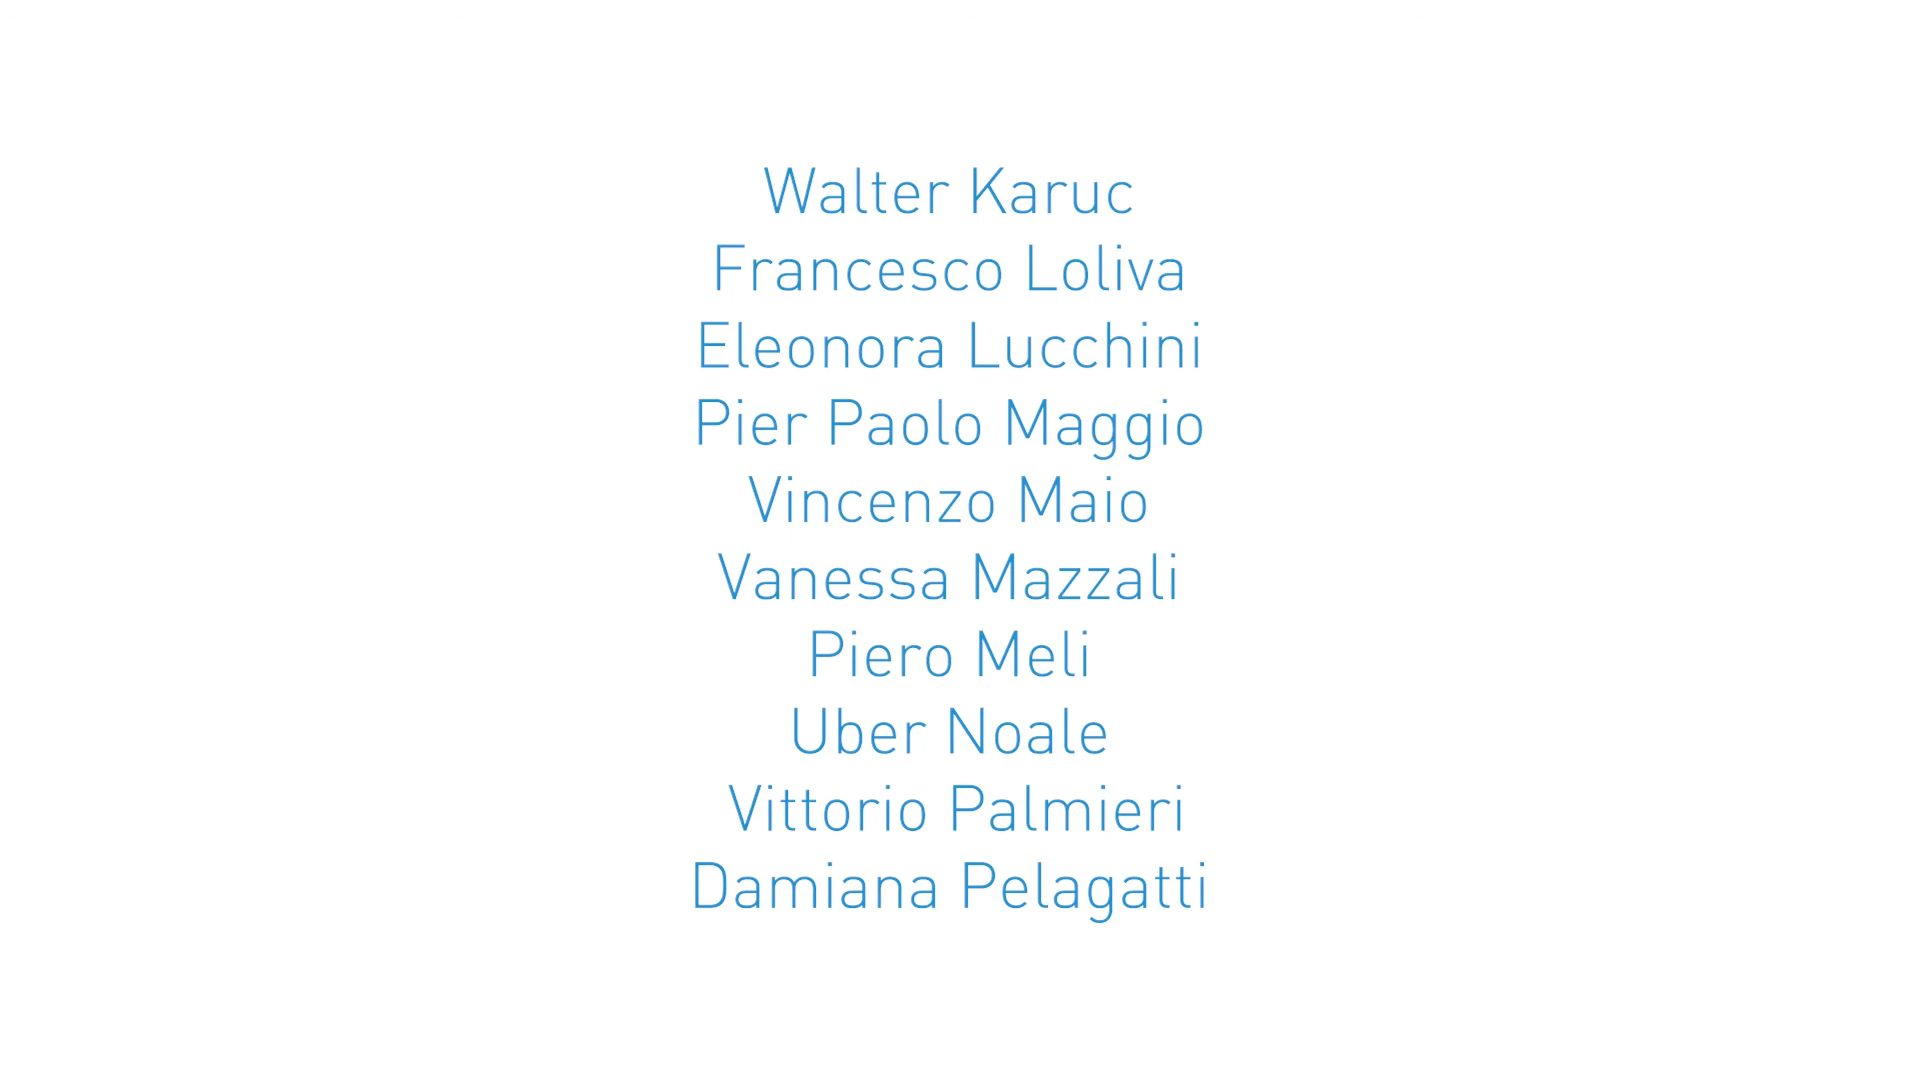 Walter Karuc
Francesco Loliva
Eleonora Lucchini
Pier Paolo Maggio
Vincenzo Maio
Vanessa Mazzali
Piero Meli
Uber Noale
Vittorio Palmieri
Damiana Pelagatti